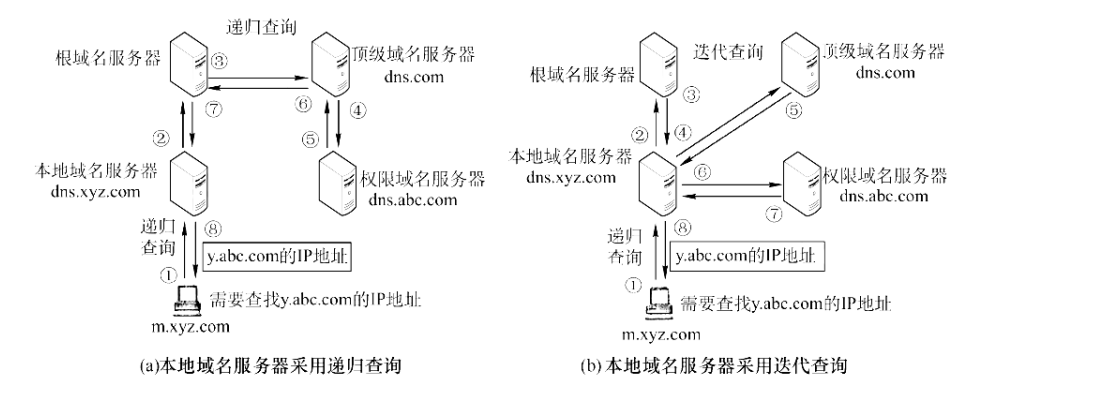 递归查询
根域名服务器
③
顶级域名服务器
dns.com
⑦
⑥
④
②
⑤
本地域名服务器
dns.xyz.com
权限域名服务器
dns.abc.com
递归
查询
⑧
y.abc.com的IP地址
①
需要查找y.abc.com的IP地址
m.xyz.com
(a)本地域名服务器采用递归查询
迭代查询
根域名服务器
③
顶级域名服务器
dns.com
⑤
②
④
本地域名服务器
dns.xyz.com
⑥
权限域名服务器
dns.abc.com
⑦
递归
查询
⑧
y.abc.com的IP地址
①
需要查找y.abc.com的IP地址
m.xyz.com
(b)本地域名服务器采用迭代查询